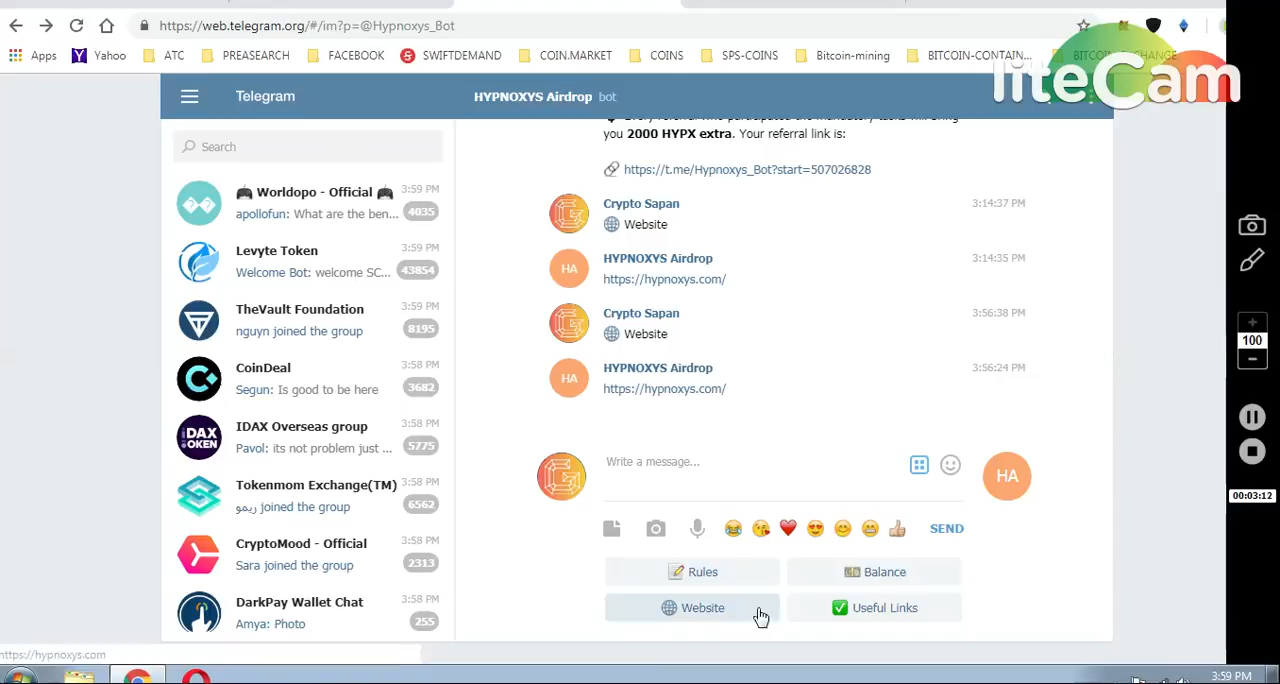 https://web.telegram.org/#/im?p=@Hypnoxys_Bot
Apps Yahoo ATC PREASEARCH FACEBOOK SWIFTDEMAND COIN.MARKET COINS SPS-COINS Bitcoin-mining BITCOIN-CONTAIN... BITCOIN EXCHANGE
liteCam
Telegram
HYPNOXYS Airdrop bot
Search
Worldopo - Official 3:59 PM
apollofun: What are the ben... 4035
Levyte Token 3:59 PM
Welcome Bot: welcome SC... 43854
TheVault Foundation 3:59 PM
nguyn joined the group 8195
CoinDeal 3:58 PM
Segun: Is good to be here 3682
IDAX Overseas group 3:58 PM
Pavol: its not problem just ... 5775
Tokenmom Exchange(TM) 3:58 PM
ريمو joined the group 6562
CryptoMood - Official 3:58 PM
Sara joined the group 2313
DarkPay Wallet Chat 3:58 PM
Amya: Photo 255
you 2000 HYPX extra. Your referral link is:
https://t.me/Hypnoxys_Bot?start=507026828
Crypto Sapan 3:14:37 PM
Website
HA HYPNOXYS Airdrop 3:14:35 PM
https://hypnoxys.com/
Crypto Sapan 3:56:38 PM
Website
HA HYPNOXYS Airdrop 3:56:24 PM
https://hypnoxys.com/
Write a message...
HA
SEND
Rules Balance
Website Useful Links
100
00:03:12
https://hypnoxys.com
3:59 PM